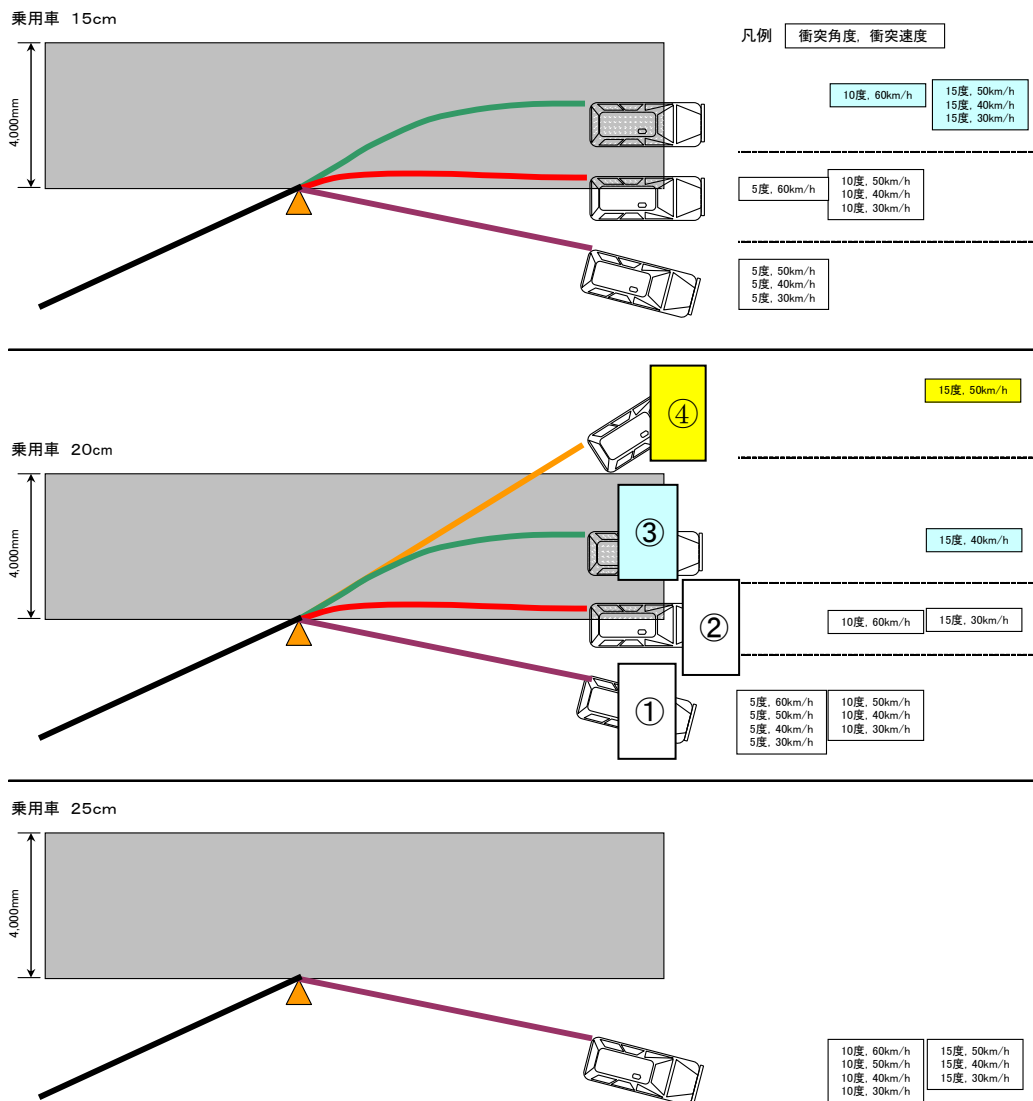 乗用車 15cm
凡例
衝突角度, 衝突速度
4,000mm
10度, 60km/h
15度, 50km/h
15度, 40km/h
15度, 30km/h
5度, 60km/h
10度, 50km/h
10度, 40km/h
10度, 30km/h
5度, 50km/h
5度, 40km/h
5度, 30km/h
④
15度, 50km/h
乗用車 20cm
4,000mm
③
15度, 40km/h
②
10度, 60km/h
15度, 30km/h
①
5度, 60km/h
5度, 50km/h
5度, 40km/h
5度, 30km/h
10度, 50km/h
10度, 40km/h
10度, 30km/h
乗用車 25cm
4,000mm
10度, 60km/h
10度, 50km/h
10度, 40km/h
10度, 30km/h
15度, 50km/h
15度, 40km/h
15度, 30km/h